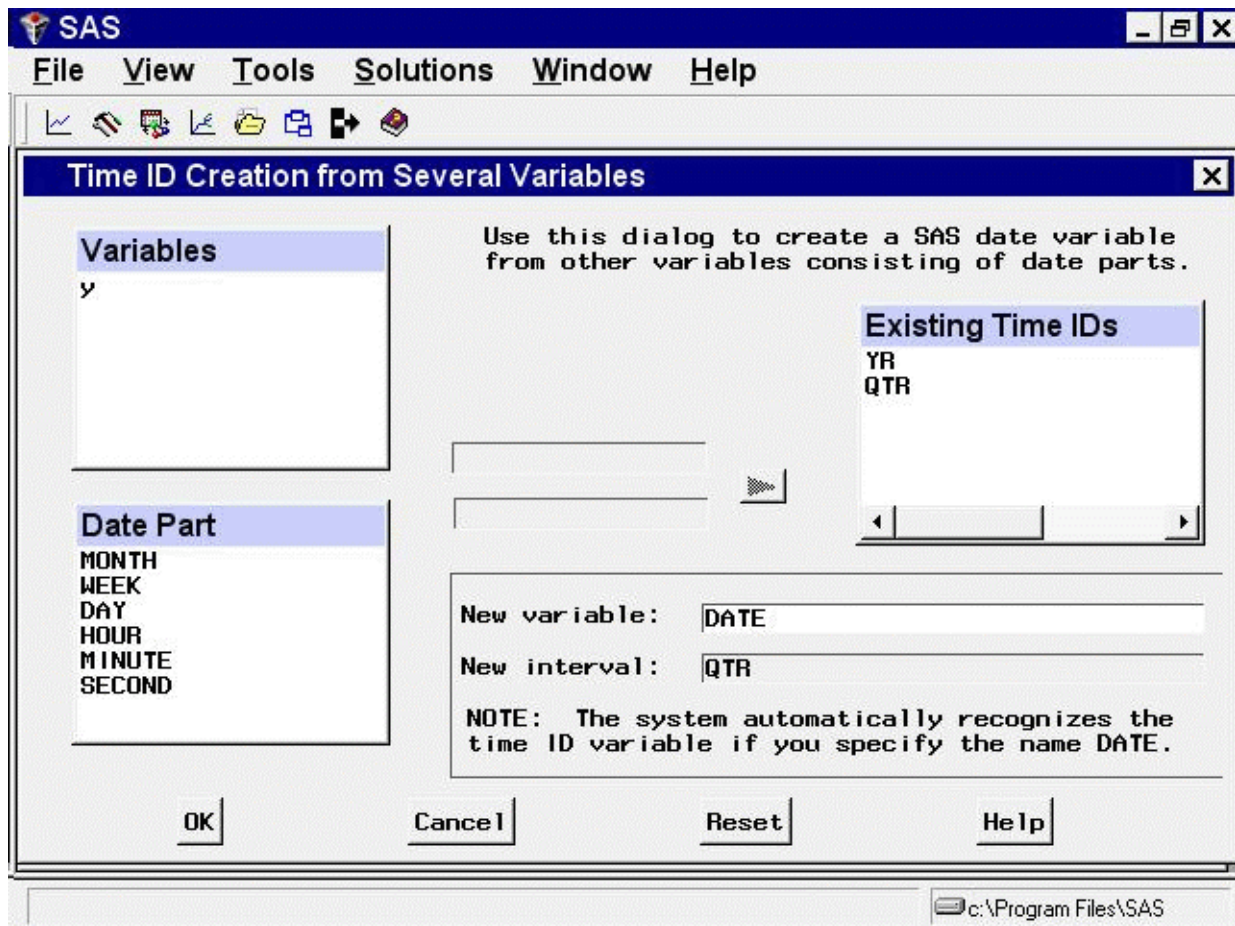 SAS
File View Tools Solutions Window Help
Time ID Creation from Several Variables
Variables
y
Use this dialog to create a SAS date variable
from other variables consisting of date parts.
Existing Time IDs
YR
QTR
Date Part
MONTH
WEEK
DAY
HOUR
MINUTE
SECOND
New variable: DATE
New interval: QTR
NOTE: The system automatically recognizes the
time ID variable if you specify the name DATE.
OK Cancel Reset Help
c:\Program Files\SAS